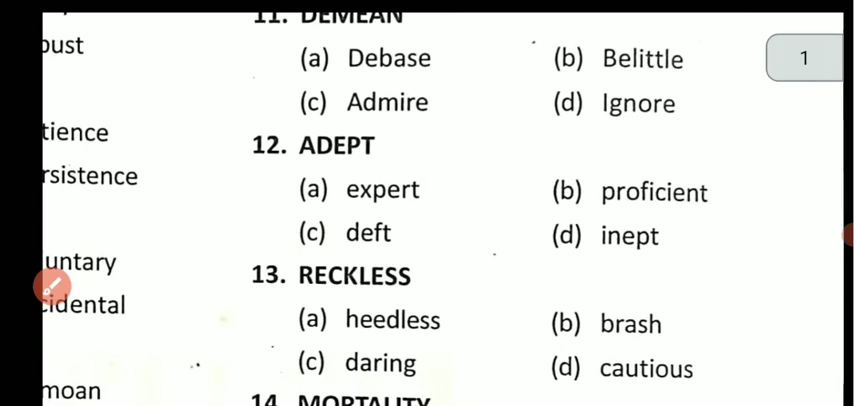 bust
tience
rsistence
untary
idental
moan
11. DEMEAN
(a) Debase (b) Belittle
(c) Admire (d) Ignore
12. ADEPT
(a) expert (b) proficient
(c) deft (d) inept
13. RECKLESS
(a) heedless (b) brash
(c) daring (d) cautious
14. MORTALITY
1